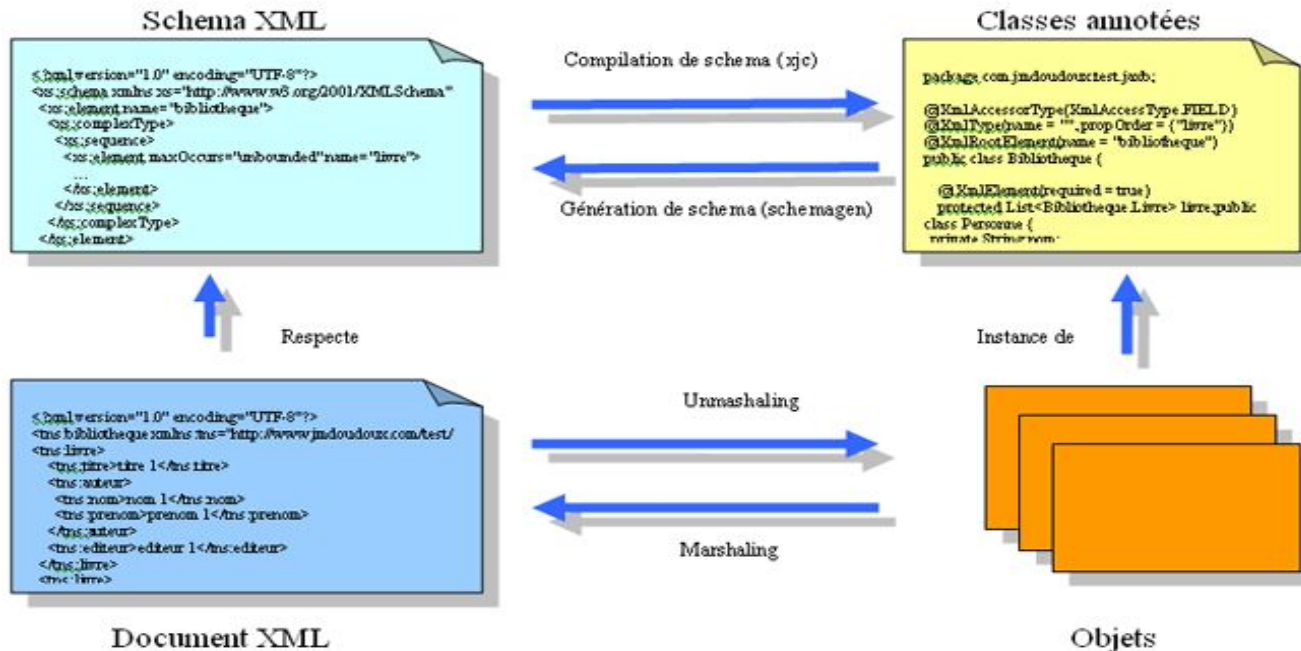 Schema XML
<?xml version="1.0" encoding="UTF-8"?>
<xs:schema xmlns:xs="http://www.w3.org/2001/XMLSchema"
<xs:element name="bibliotheque">
<xs:complexType>
<xs:sequence>
<xs:element maxOccurs="unbounded" name="livre">
...
</xs:element>
</xs:sequence>
</xs:complexType>
</xs:element>
Compilation de schema (xjc)
Génération de schema (schemagen)
Classes annotées
package com.jmdoudoux.test.jaxb;
@XmlAccessorType(XmlAccessType.FIELD)
@XmlType(name = "", propOrder = {"livre"})
@XmlRootElement(name = "bibliotheque")
public class Bibliotheque {
@XmlElement(required = true)
protected List<Bibliotheque.Livre> livre;public
class Personne {
private String nom;
Respecte
Instance de
<?xml version="1.0" encoding="UTF-8"?>
<tns:bibliotheque xmlns:tns="http://www.jmdoudoux.com/test/
<tns:livre>
<tns:titre>titre 1</tns:titre>
<tns:auteur>
<tns:nom>nom 1</tns:nom>
<tns:prenom>prenom 1</tns:prenom>
</tns:auteur>
<tns:editeur>editeur 1</tns:editeur>
</tns:livre>
<tns:livre>
Unmashaling
Marshaling
Document XML
Objets